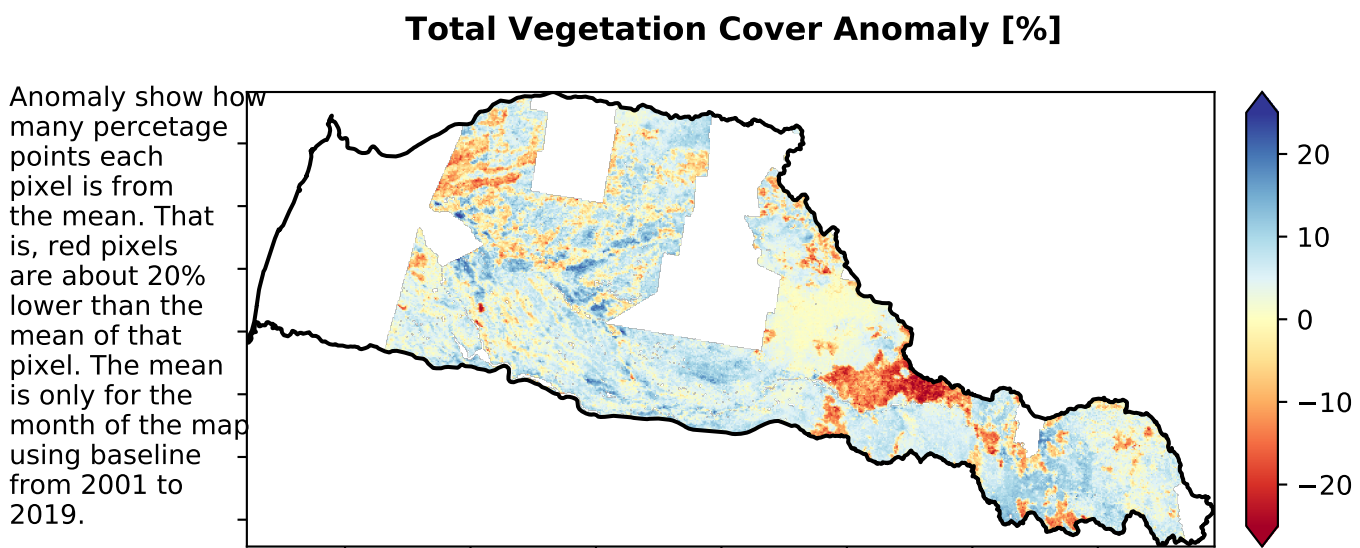 Total Vegetation Cover Anomaly [%]
Anomaly show how
many percetage
points each
pixel is from
the mean. That
is, red pixels
are about 20%
lower than the
mean of that
pixel. The mean
is only for the
month of the map
using baseline
from 2001 to
2019.
20
10
0
−10
−20